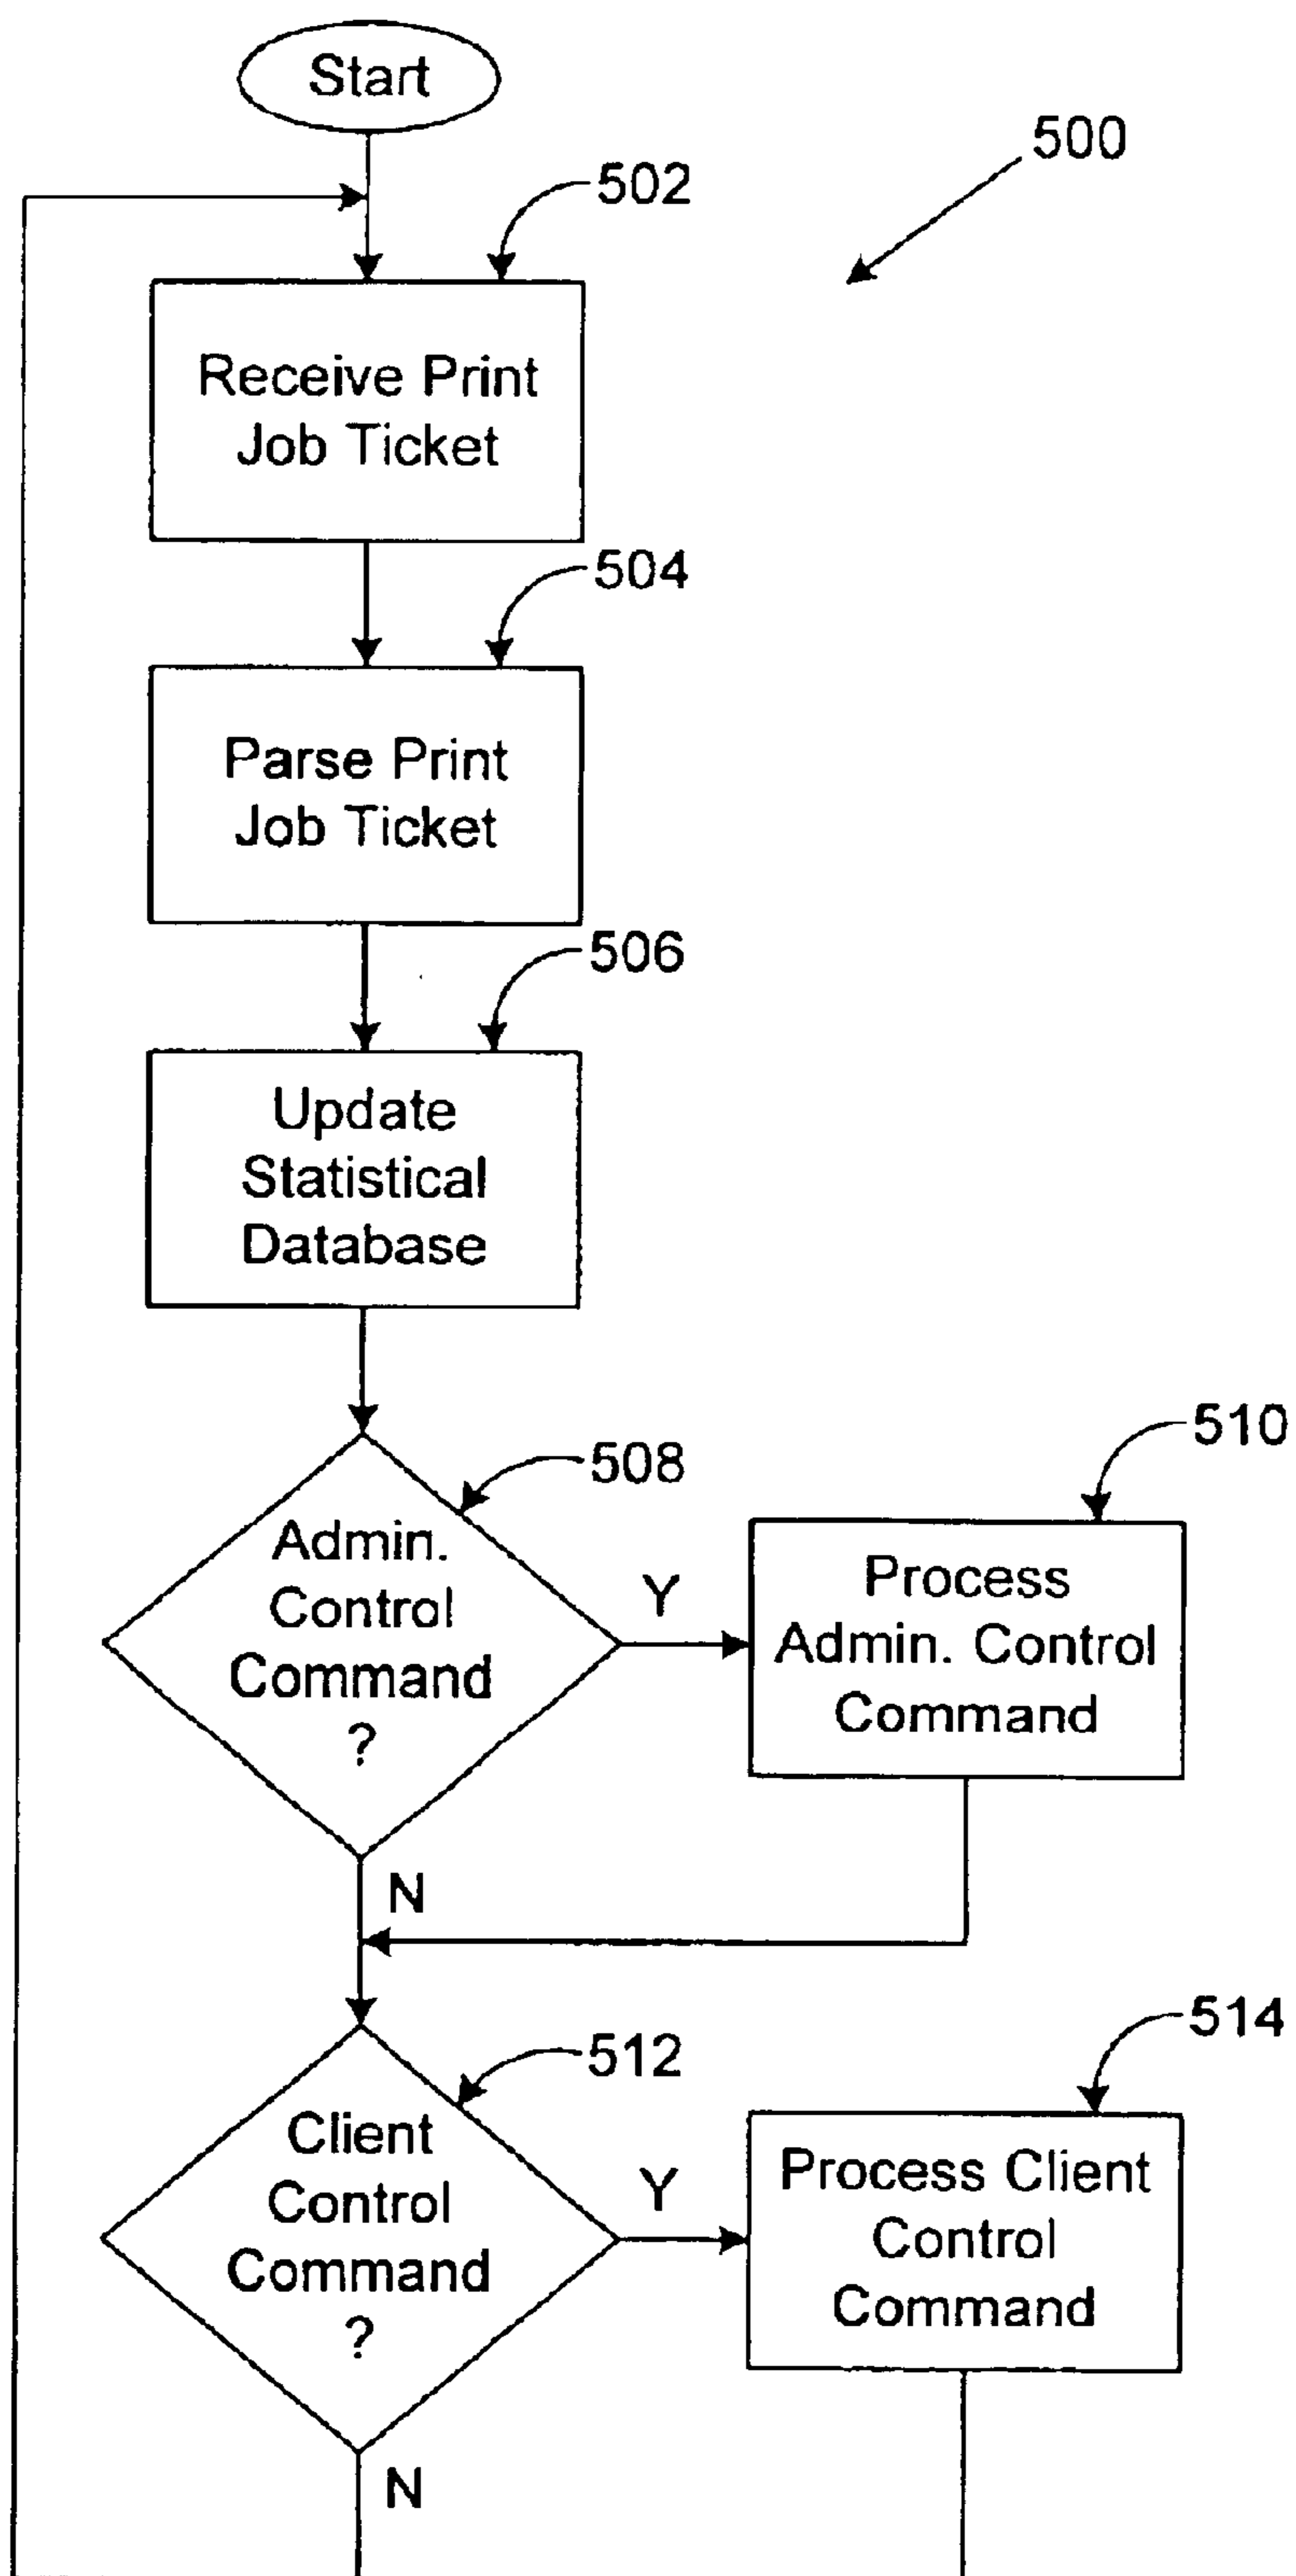 Start
500
502
Receive Print
Job Ticket
504
Parse Print
Job Ticket
506
Update
Statistical
Database
508
Admin.
Control
Command
?
Y
510
Process
Admin. Control
Command
N
512
Client
Control
Command
?
Y
514
Process Client
Control
Command
N